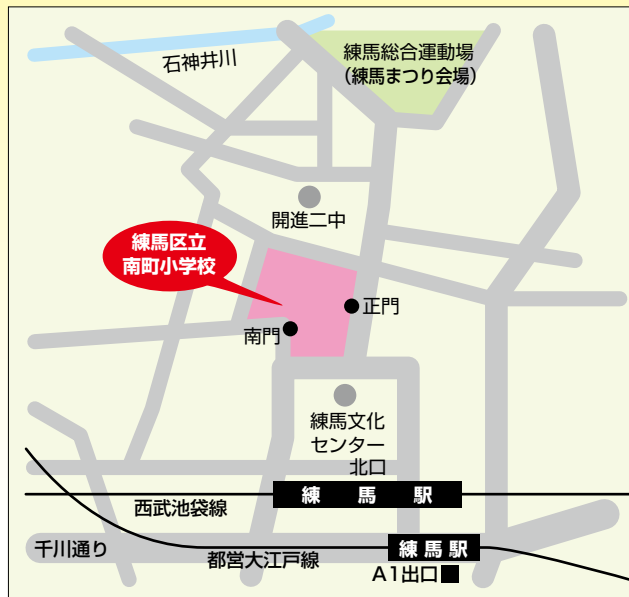 石神井川
練馬総合運動場
（練馬まつり会場）
開進二中
練馬区立
南町小学校
正門
南門
練馬文化
センター
北口
練馬駅
西武池袋線
千川通り
練馬駅
都営大江戸線
A1出口